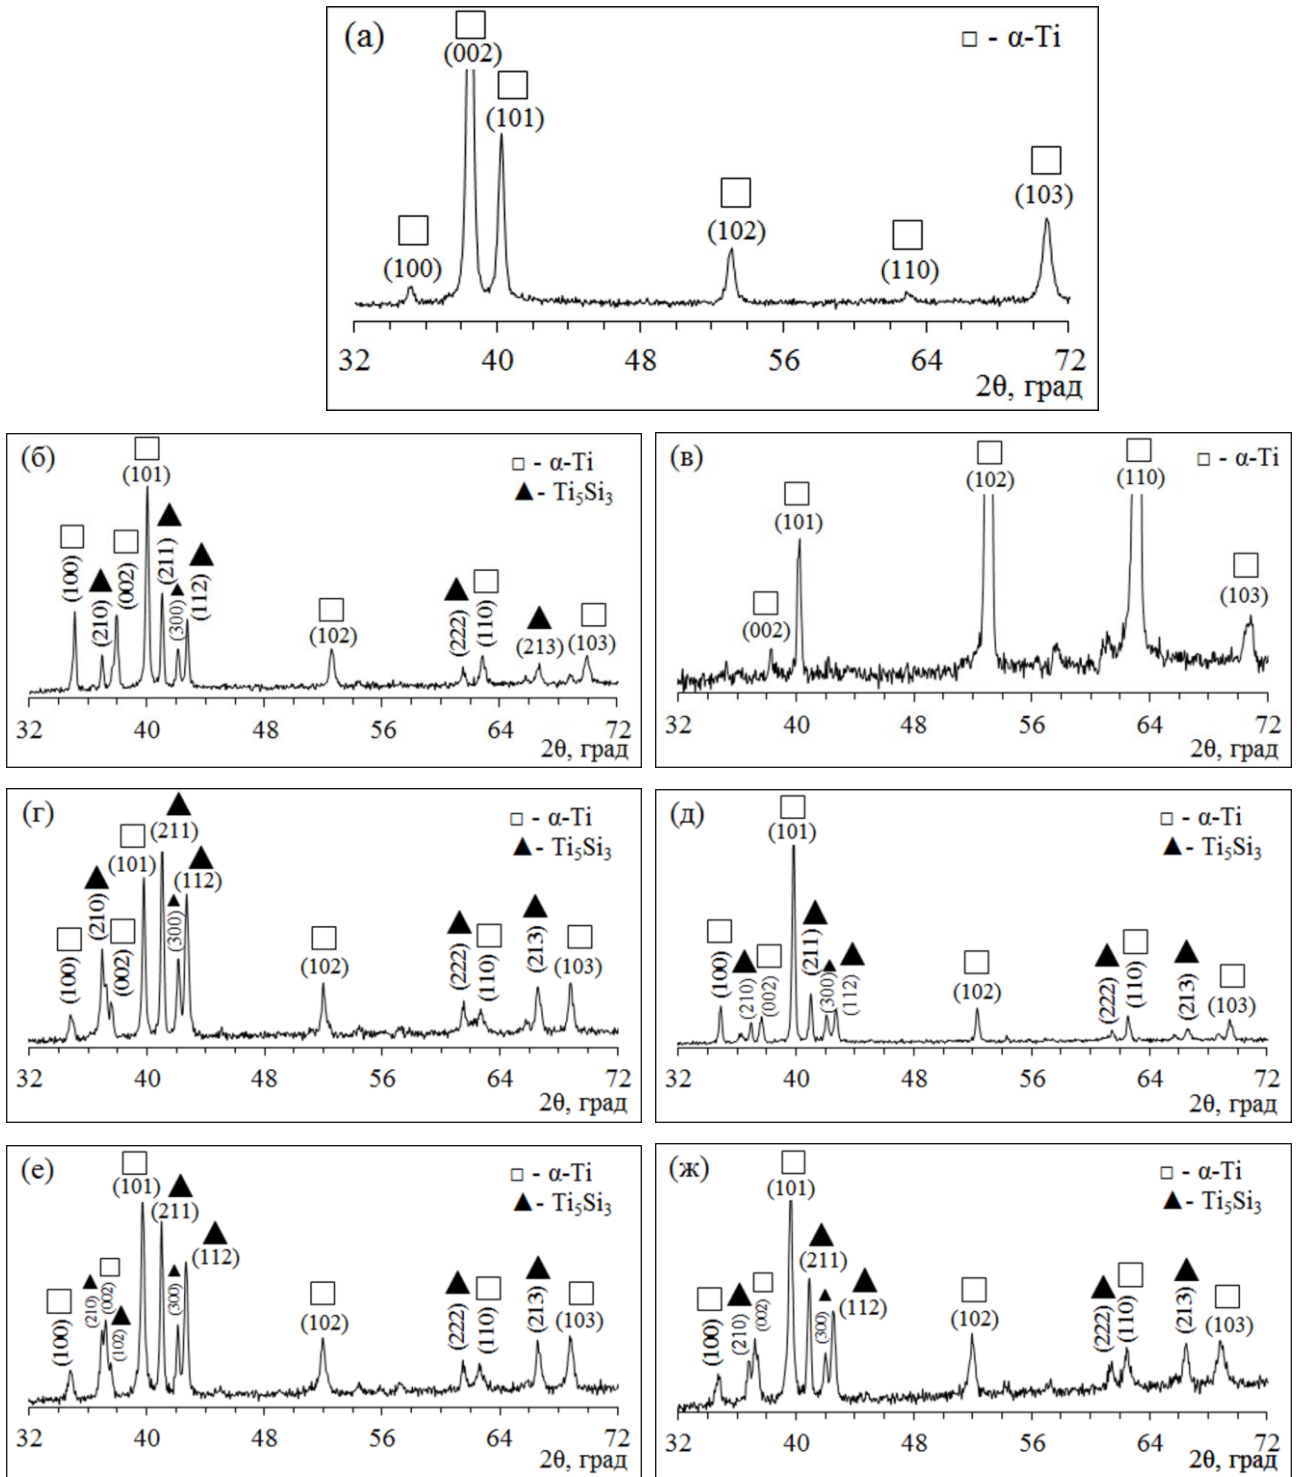 (а)
□ - α-Ti
(002)
(101)
(103)
(102)
(100)
(110)
32 40 48 56 64 72
2θ, град
(б)
□ - α-Ti
▲- Ti₅Si₃
(101)
(100)
(210)
(002)
(211)
(300)
(112)
(102)
(222)
(110)
(213)
(103)
32 40 48 56 64 72
2θ, град
(в)
□ - α-Ti
(102)
(110)
(101)
(002)
(103)
32 40 48 56 64 72
2θ, град
(г)
□ - α-Ti
▲- Ti₅Si₃
(100)
(210)
(002)
(101)
(211)
(300)
(112)
(102)
(222)
(110)
(213)
(103)
32 40 48 56 64 72
2θ, град
(д)
□ - α-Ti
▲- Ti₅Si₃
(101)
(100)
(210)
(002)
(211)
(300)
(112)
(102)
(222)
(110)
(213)
(103)
32 40 48 56 64 72
2θ, град
(е)
□ - α-Ti
▲- Ti₅Si₃
(101)
(100)
(210)
(002)
(102)
(211)
(300)
(112)
(102)
(222)
(110)
(213)
(103)
32 40 48 56 64 72
2θ, град
(ж)
□ - α-Ti
▲- Ti₅Si₃
(101)
(100)
(210)
(002)
(211)
(300)
(112)
(102)
(222)
(110)
(213)
(103)
32 40 48 56 64 72
2θ, град